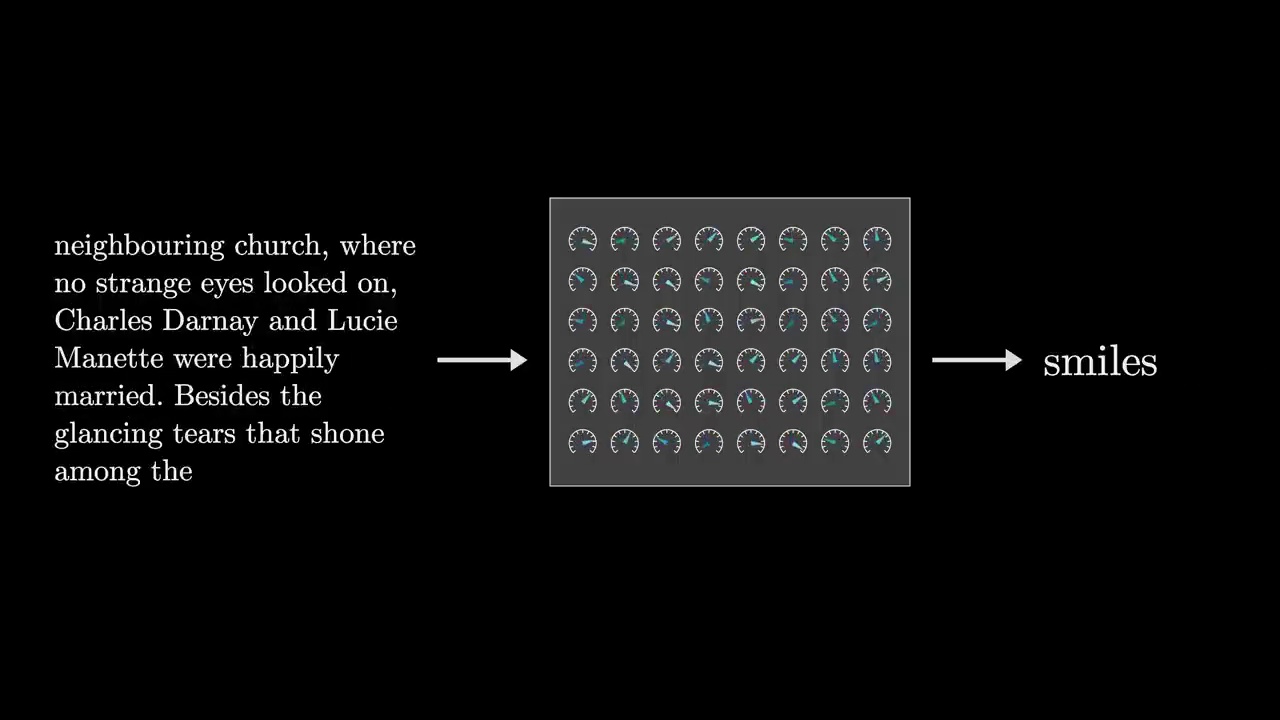 neighbouring church, where
no strange eyes looked on,
Charles Darnay and Lucie
Manette were happily
married. Besides the
glancing tears that shone
among the
smiles